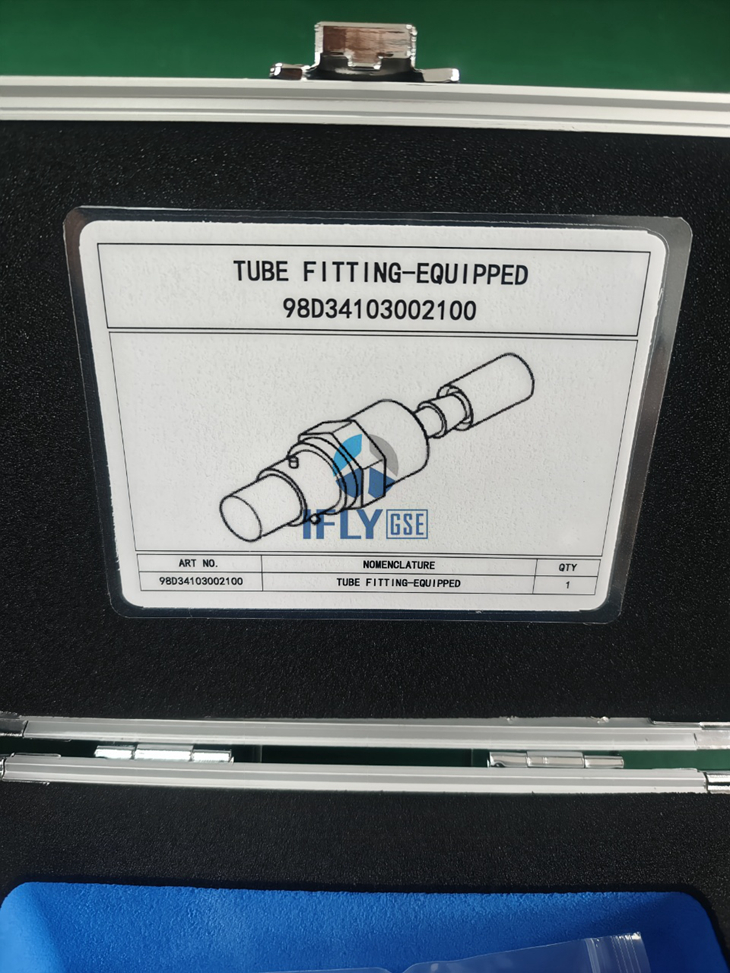 TUBE FITTING-EQUIPPED
98D34103002100
IFLY GSE
ART NO. NOMENCLATURE QTY
98D34103002100 TUBE FITTING-EQUIPPED 1